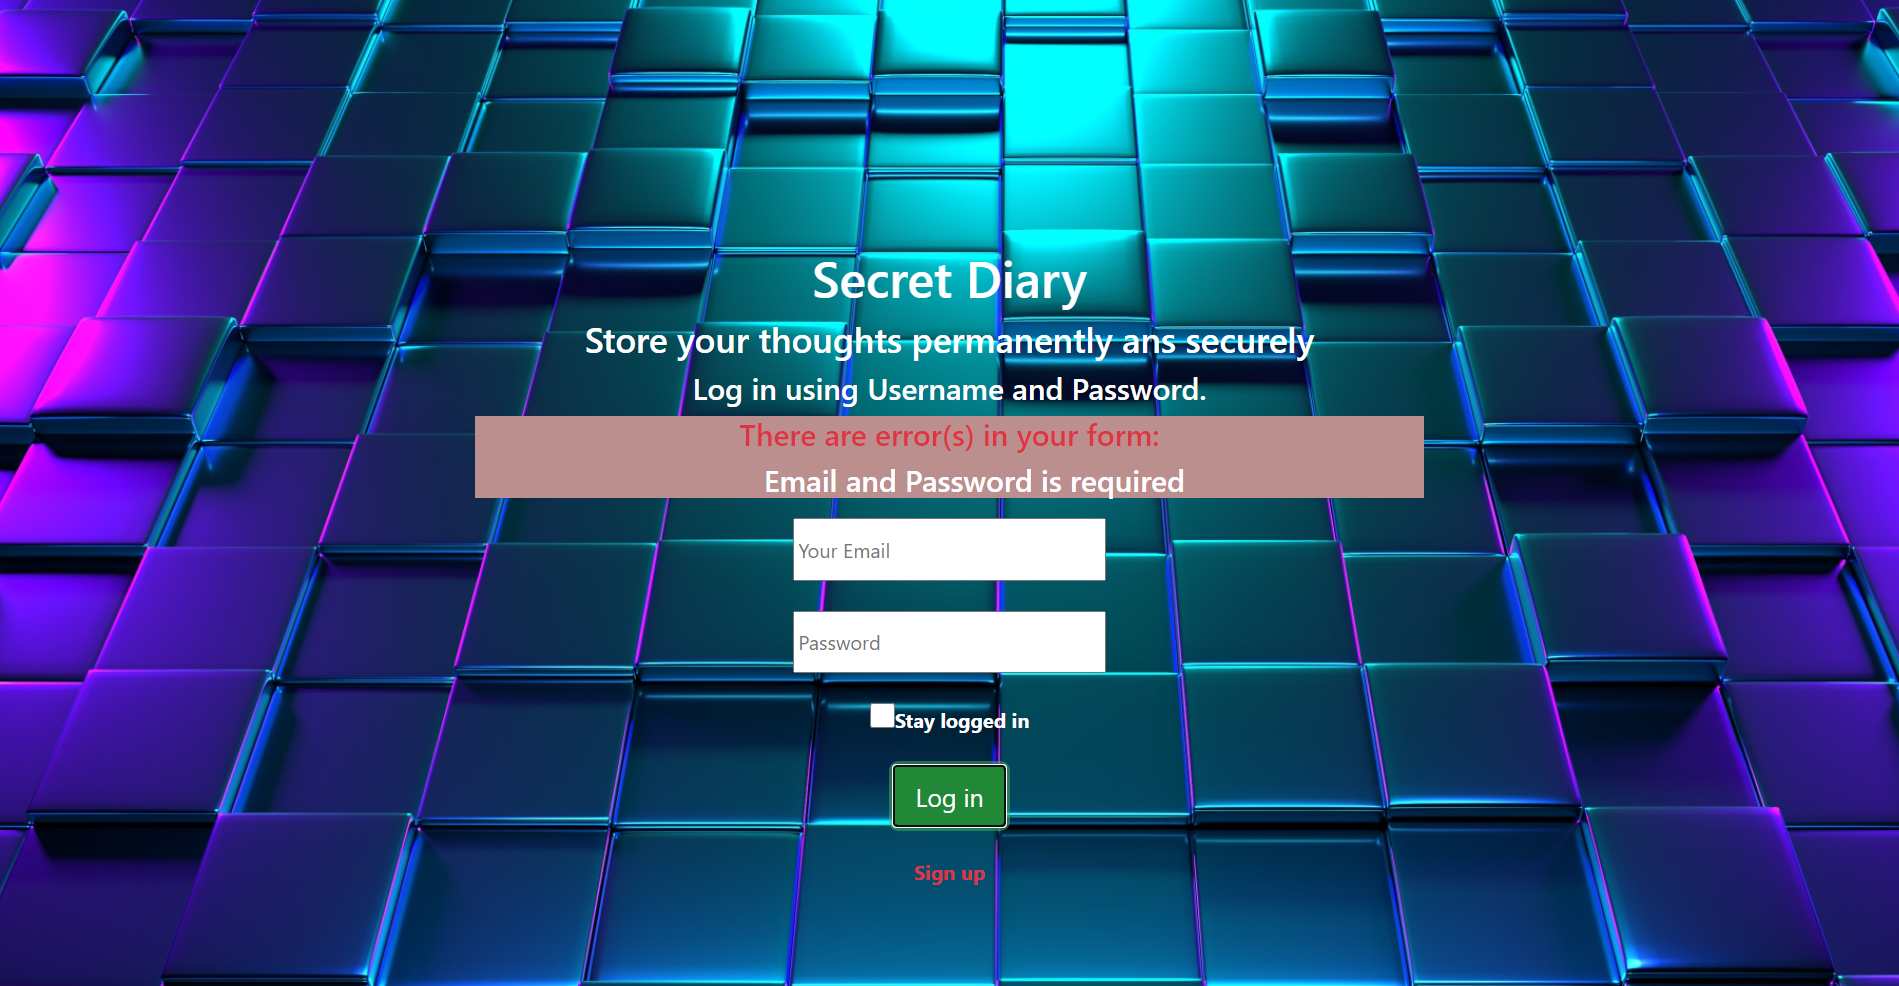 Secret Diary
Store your thoughts permanently ans securely
Log in using Username and Password.
There are error(s) in your form:
Email and Password is required
Your Email
Password
Stay logged in
Log in
Sign up